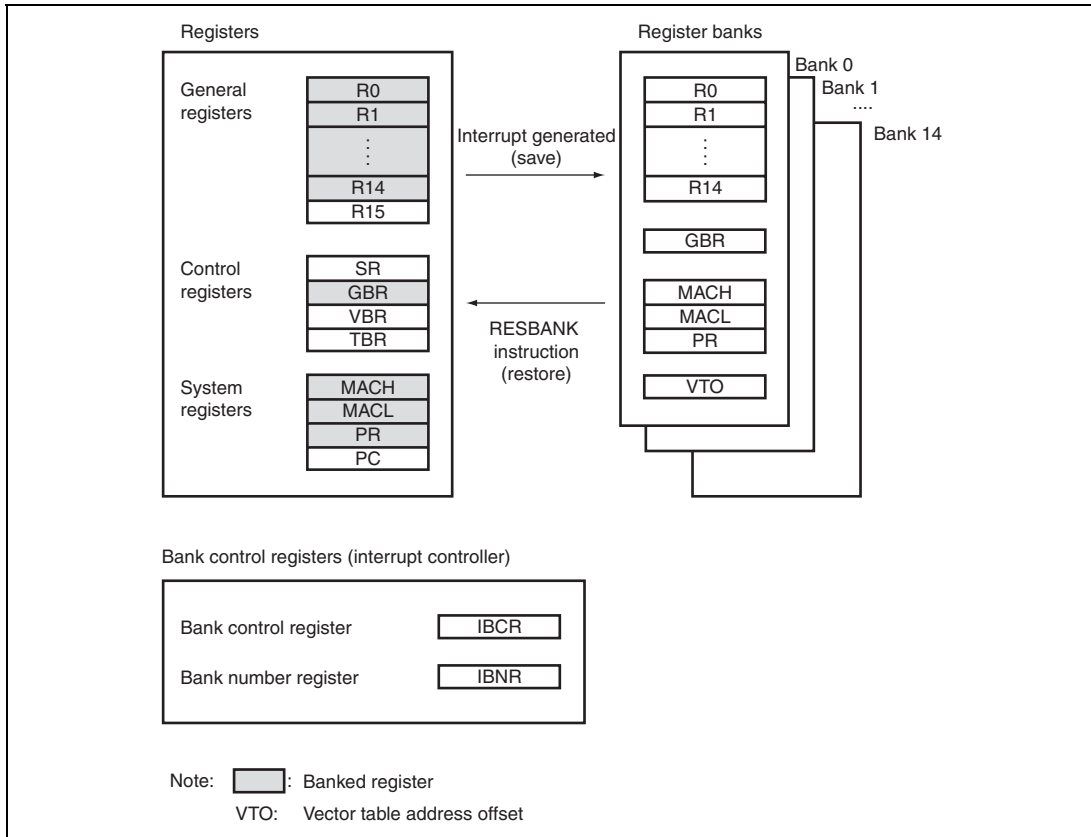 Registers
General
registers
R0
R1
⋮
R14
R15
Control
registers
SR
GBR
VBR
TBR
System
registers
MACH
MACL
PR
PC
Interrupt generated
(save)
RESBANK
instruction
(restore)
Register banks
Bank 0
Bank 1
....
Bank 14
R0
R1
⋮
R14
GBR
MACH
MACL
PR
VTO
Bank control registers (interrupt controller)
Bank control register
IBCR
Bank number register
IBNR
Note: : Banked register
VTO: Vector table address offset